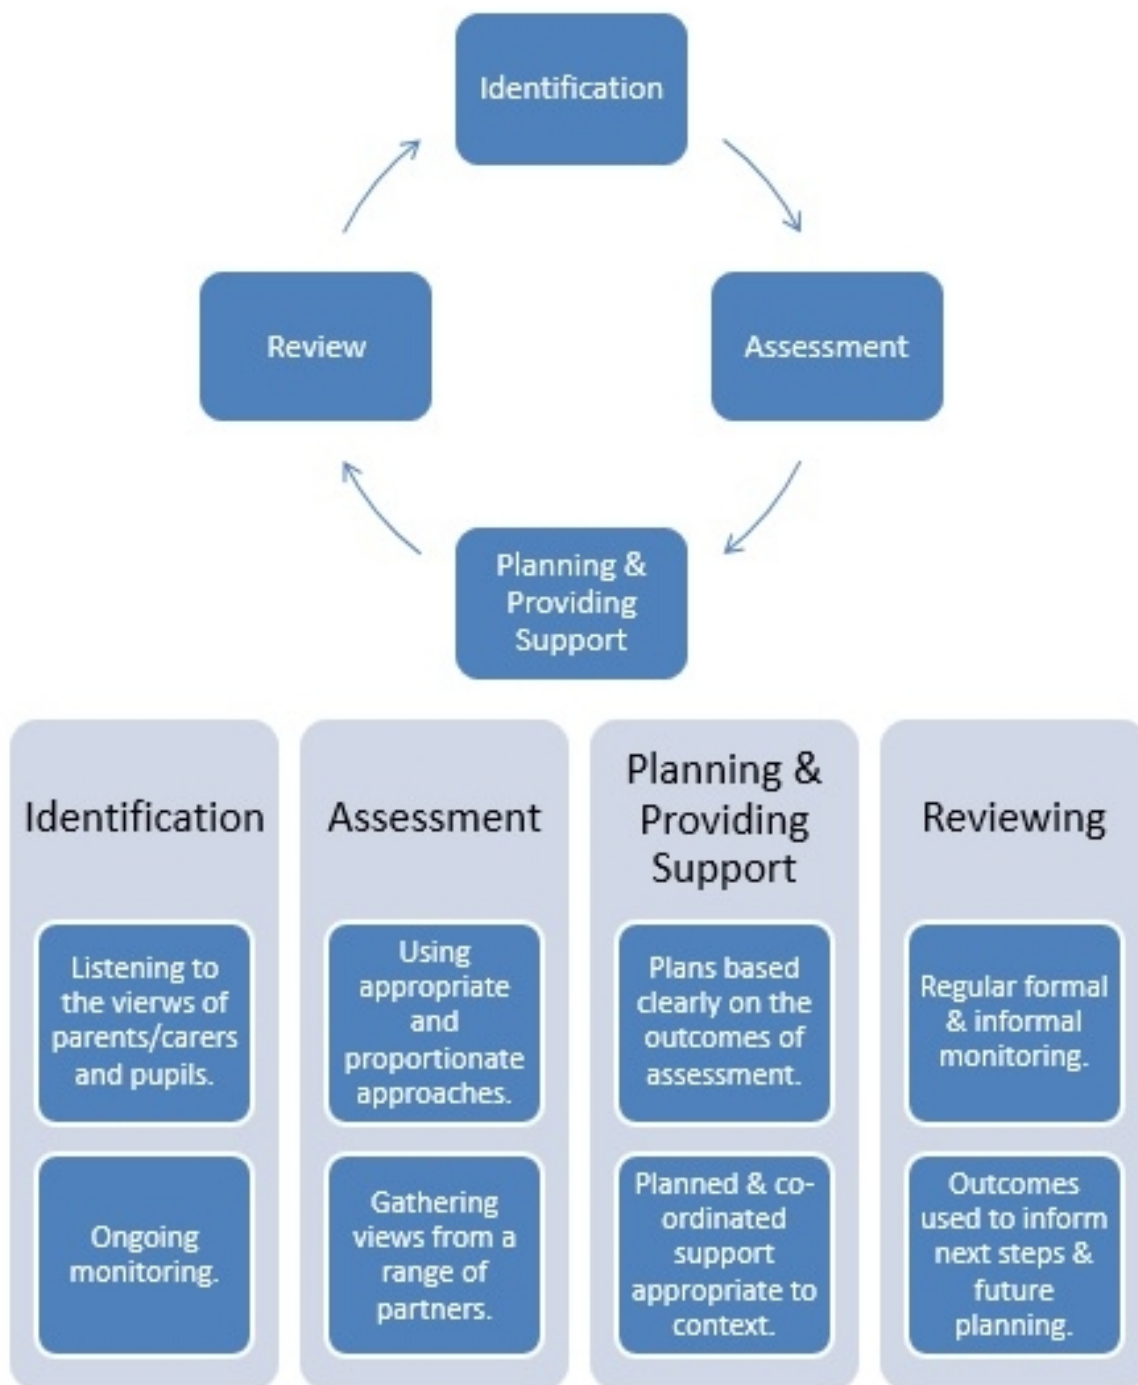 Identification
Review
Assessment
Planning &
Providing
Support
Identification
Listening to
the vierws of
parents/carers
and pupils.
Ongoing
monitoring.
Assessment
Using
appropriate
and
proportionate
approaches.
Gathering
views from a
range of
partners.
Planning &
Providing
Support
Plans based
clearly on the
outcomes of
assessment.
Planned & co-
ordinated
support
appropriate to
context.
Reviewing
Regular formal
& informal
monitoring.
Outcomes
used to inform
next steps &
future
planning.